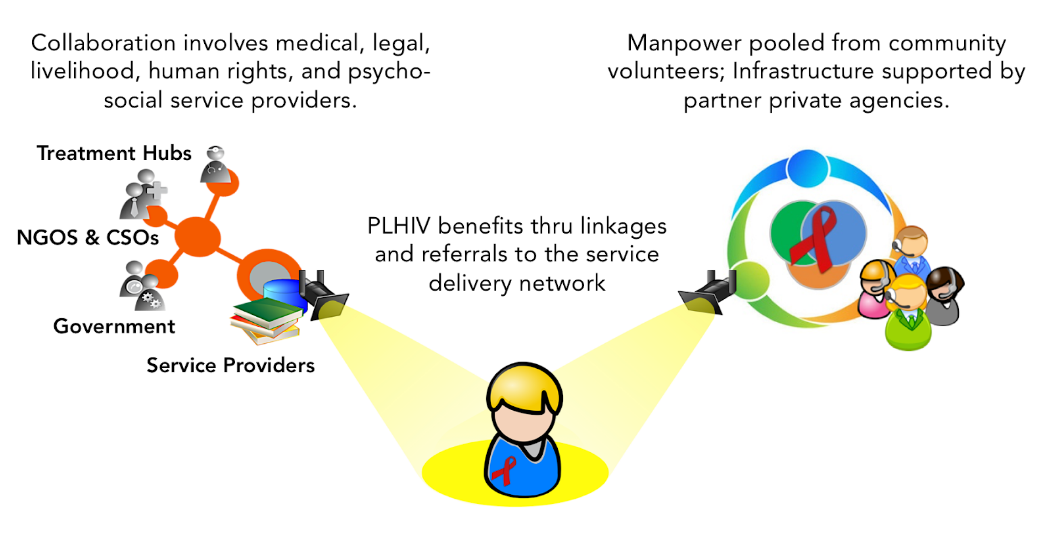 Collaboration involves medical, legal,
livelihood, human rights, and psycho-
social service providers.
Manpower pooled from community
volunteers; Infrastructure supported by
partner private agencies.
Treatment Hubs
NGOS & CSOs
Government
Service Providers
PLHIV benefits thru linkages
and referrals to the service
delivery network